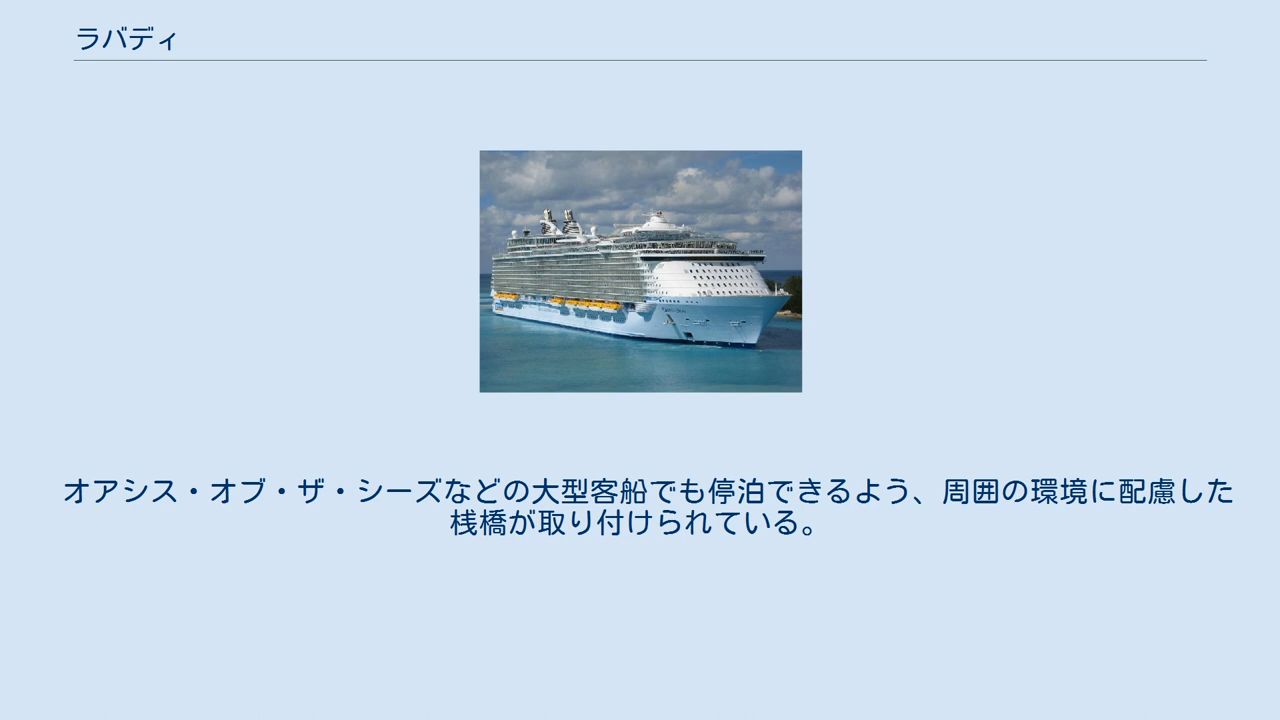 ラバディ
オアシス・オブ・ザ・シーズなどの大型客船でも停泊できるよう、周囲の環境に配慮した
桟橋が取り付けられている。